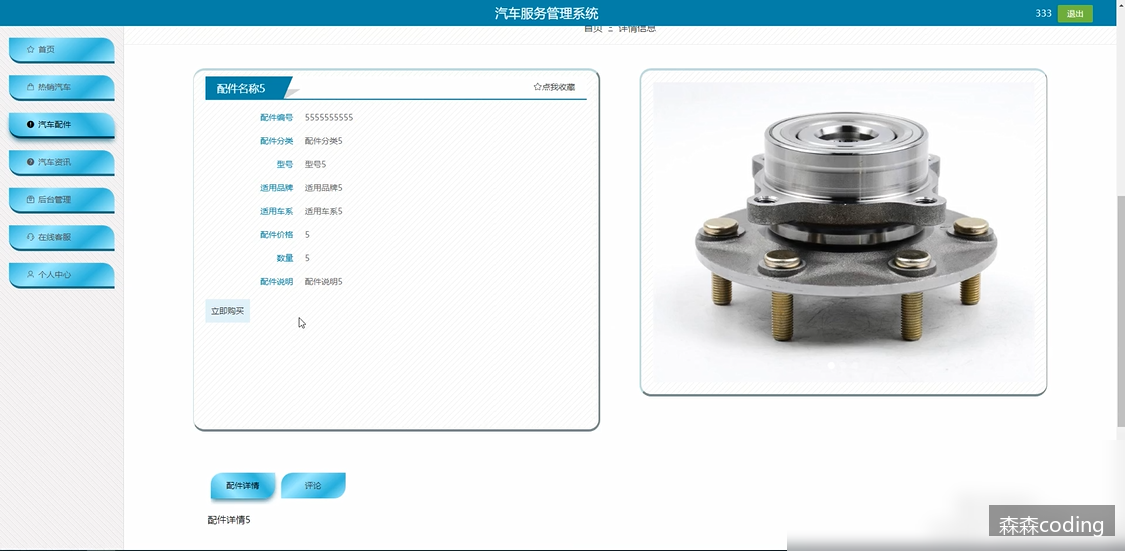 汽车服务管理系统
333 退出
首页 :: 详情信息
首页
热销汽车
汽车配件
汽车资讯
后台管理
在线客服
个人中心
配件名称5
☆点我收藏
配件编号 5555555555
配件分类 配件分类5
型号 型号5
适用品牌 适用品牌5
适用车系 适用车系5
配件价格 5
数量 5
配件说明 配件说明5
立即购买
配件详情 评论
配件详情5
森森coding